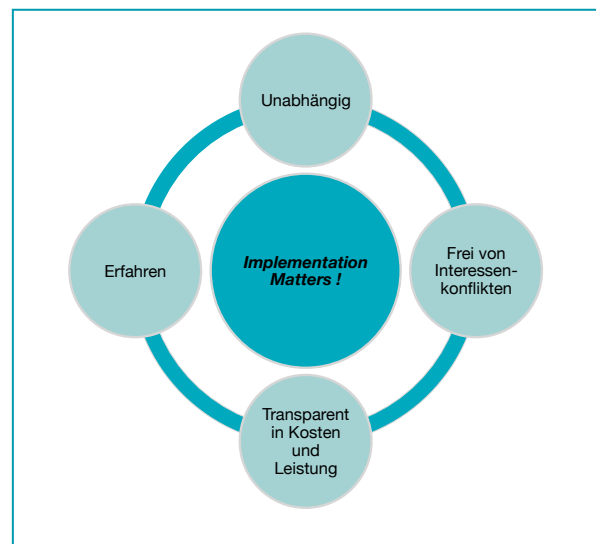 Unabhängig
Erfahren
Implementation
Matters !
Frei von
Interessen-
konflikten
Transparent
in Kosten
und
Leistung